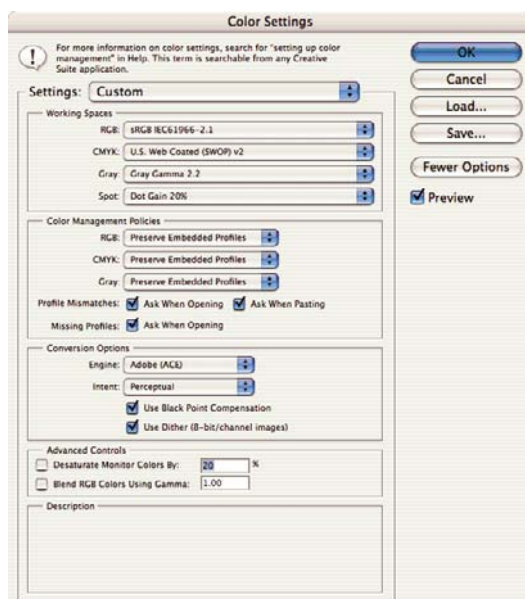 Color Settings
For more information on color settings, search for "setting up color
management" in Help. This term is searchable from any Creative
Suite application.
Settings: Custom
Working Spaces
RGB: sRGB IEC61966-2.1
CMYK: U.S. Web Coated (SWOP) v2
Gray: Gray Gamma 2.2
Spot: Dot Gain 20%
Color Management Policies
RGB: Preserve Embedded Profiles
CMYK: Preserve Embedded Profiles
Gray: Preserve Embedded Profiles
Profile Mismatches: Ask When Opening Ask When Pasting
Missing Profiles: Ask When Opening
Conversion Options
Engine: Adobe (ACE)
Intent: Perceptual
Use Black Point Compensation
Use Dither (8-bit/channel images)
Advanced Controls
Desaturate Monitor Colors By: 20 %
Blend RGB Colors Using Gamma: 1.00
Description
OK
Cancel
Load...
Save...
Fewer Options
Preview